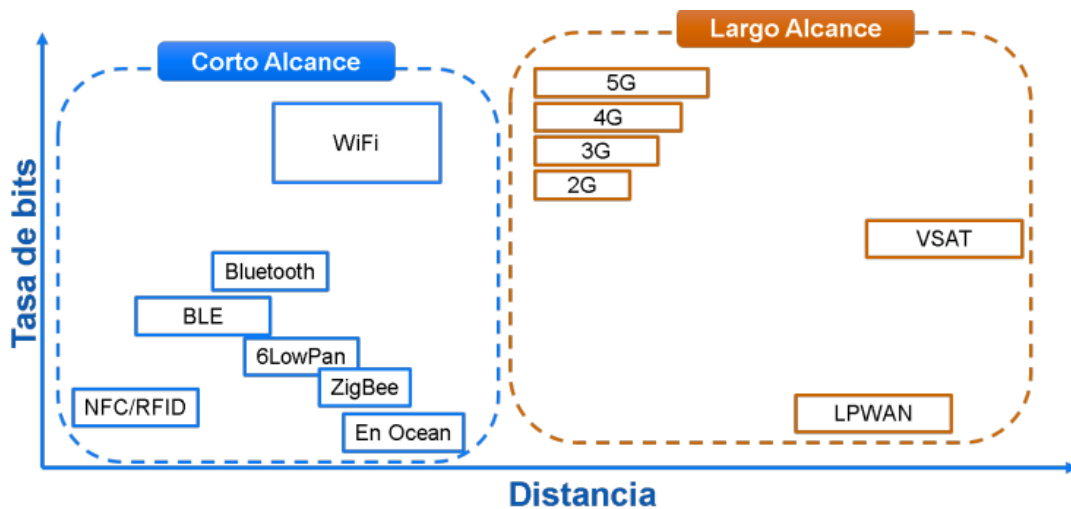 Largo Alcance
Corto Alcance
5G
4G
WiFi
3G
2G
Tasa de bits
VSAT
Bluetooth
BLE
6LowPan
ZigBee
NFC/RFID
LPWAN
En Ocean
Distancia